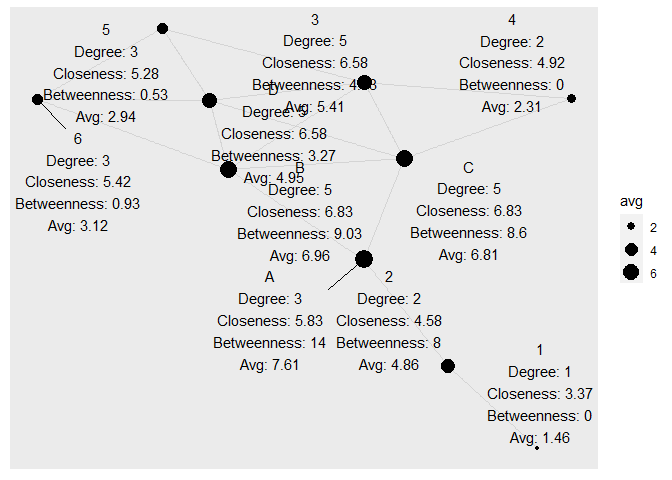 5
Degree: 3
Closeness: 5.28
Betweenness: 0.53
Avg: 2.94
3
Degree: 5
Closeness: 6.58
Betweenness:
Avg: 5.41
4
Degree: 2
Closeness: 4.92
Betweenness: 0
Avg: 2.31
D
Degree: 5
Closeness: 6.58
Betweenness: 3.27
Avg: 4.95
6
Degree: 3
Closeness: 5.42
Betweenness: 0.93
Avg: 3.12
B
Degree: 5
Closeness: 6.83
Betweenness: 9.03
Avg: 6.96
C
Degree: 5
Closeness: 6.83
Betweenness: 8.6
Avg: 6.81
A
Degree: 3
Closeness: 5.83
Betweenness: 14
Avg: 7.61
2
Degree: 2
Closeness: 4.58
Betweenness: 8
Avg: 4.86
1
Degree: 1
Closeness: 3.37
Betweenness: 0
Avg: 1.46
avg
2
4
6